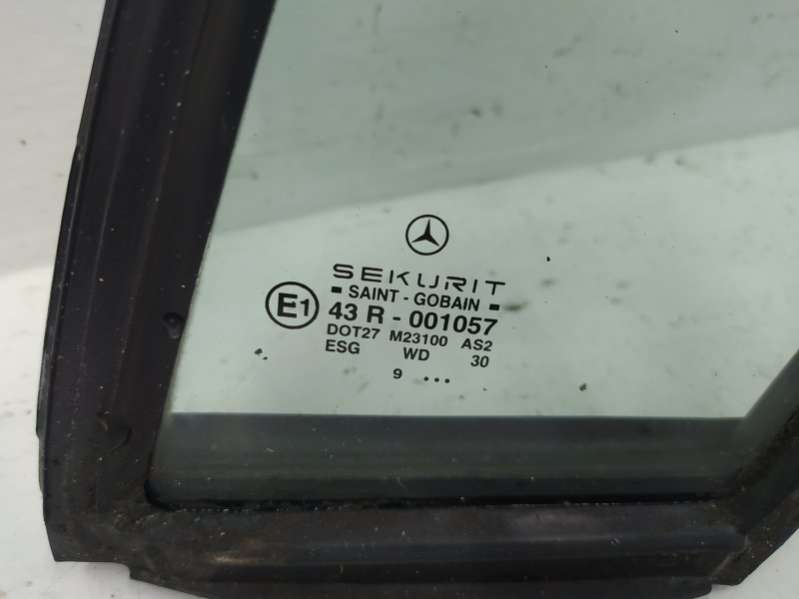 SEKURIT
▪ SAINT - GOBAIN ▪
E1 43 R - 001057
DOT27 M23100 AS2
ESG WD 30
9 ...